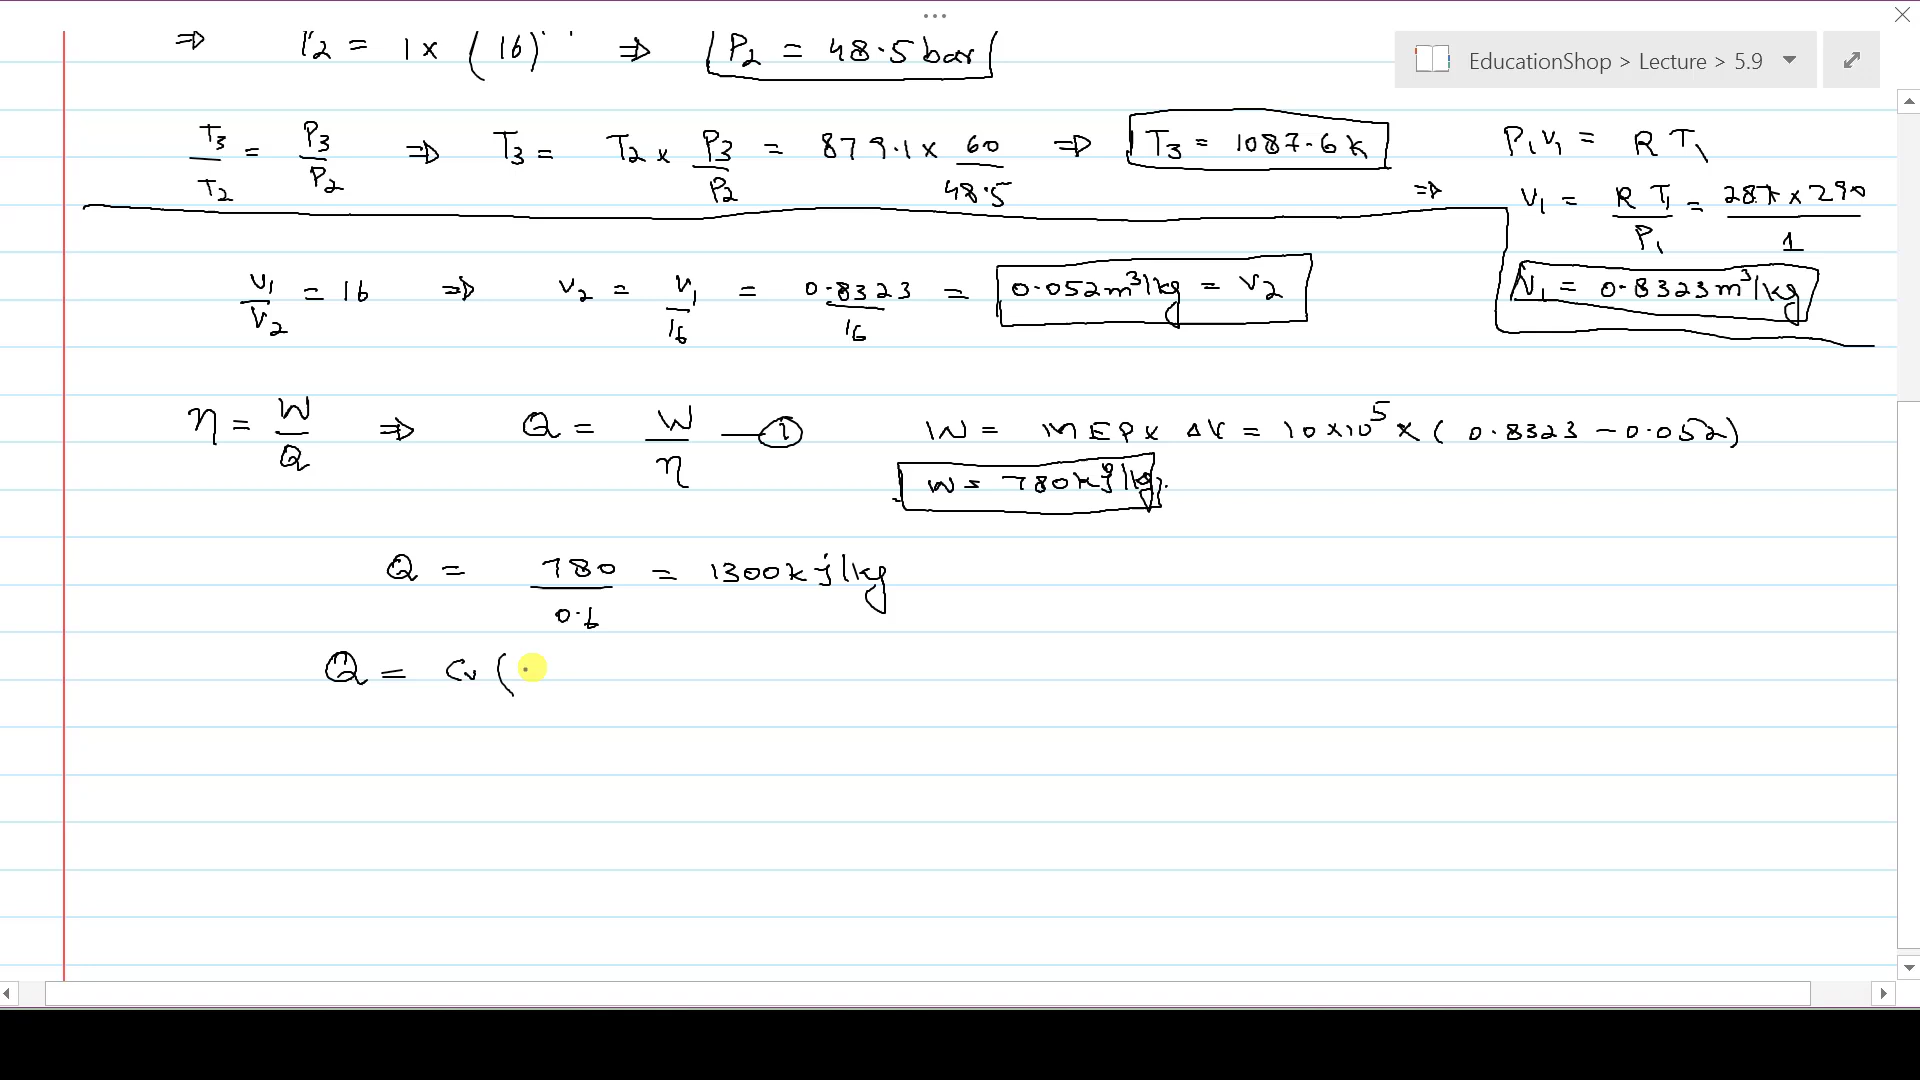 EducationShop > Lecture > 5.9
⇒ P2 = 1 × (16) ⇒ P2 = 48.5 bar
T3/T2 = P3/P2 ⇒ T3 = T2 × P3/P2 = 879.1 × 60/48.5 ⇒ T3 = 1087.6 k
P1V1 = R T1
⇒ V1 = R T1/P1 = 287 × 290/1
V1 = 0.8323 m³/kg
V1/V2 = 16 ⇒ V2 = V1/16 = 0.8323/16 = 0.052 m³/kg = V2
η = W/Q ⇒ Q = W/η — ① W = MEP × ΔV = 10×10⁵ × (0.8323 − 0.052)
W = 780 kj/kg.
Q = 780/0.6 = 1300 kj/kg
Q = Cv (